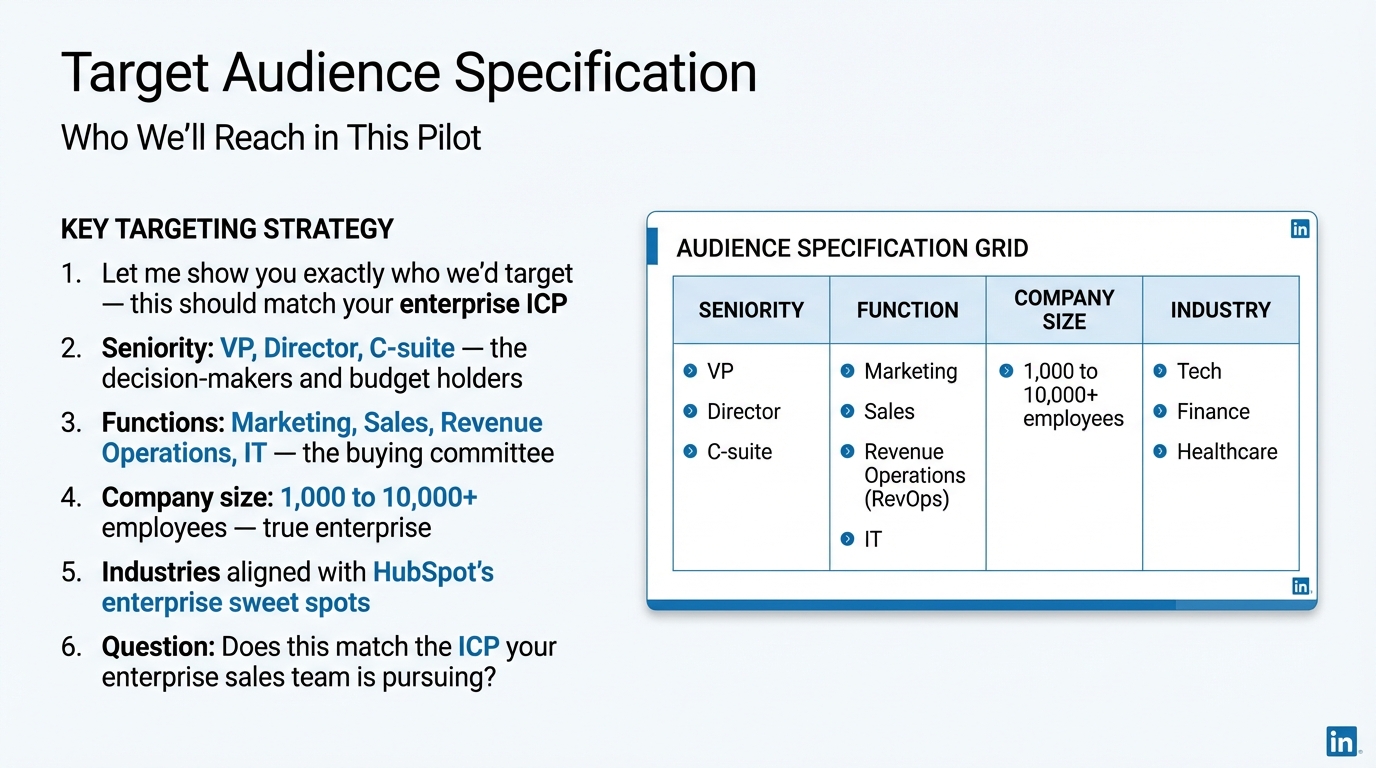 Target Audience Specification
Who We’ll Reach in This Pilot
KEY TARGETING STRATEGY
1. Let me show you exactly who we’d target
— this should match your enterprise ICP
2. Seniority: VP, Director, C-suite — the
decision-makers and budget holders
3. Functions: Marketing, Sales, Revenue
Operations, IT — the buying committee
4. Company size: 1,000 to 10,000+
employees — true enterprise
5. Industries aligned with HubSpot’s
enterprise sweet spots
6. Question: Does this match the ICP your
enterprise sales team is pursuing?
in
AUDIENCE SPECIFICATION GRID
SENIORITY
FUNCTION
COMPANY
SIZE
INDUSTRY
VP
Director
C-suite
Marketing
Sales
Revenue
Operations
(RevOps)
IT
1,000 to
10,000+
employees
Tech
Finance
Healthcare
in
in